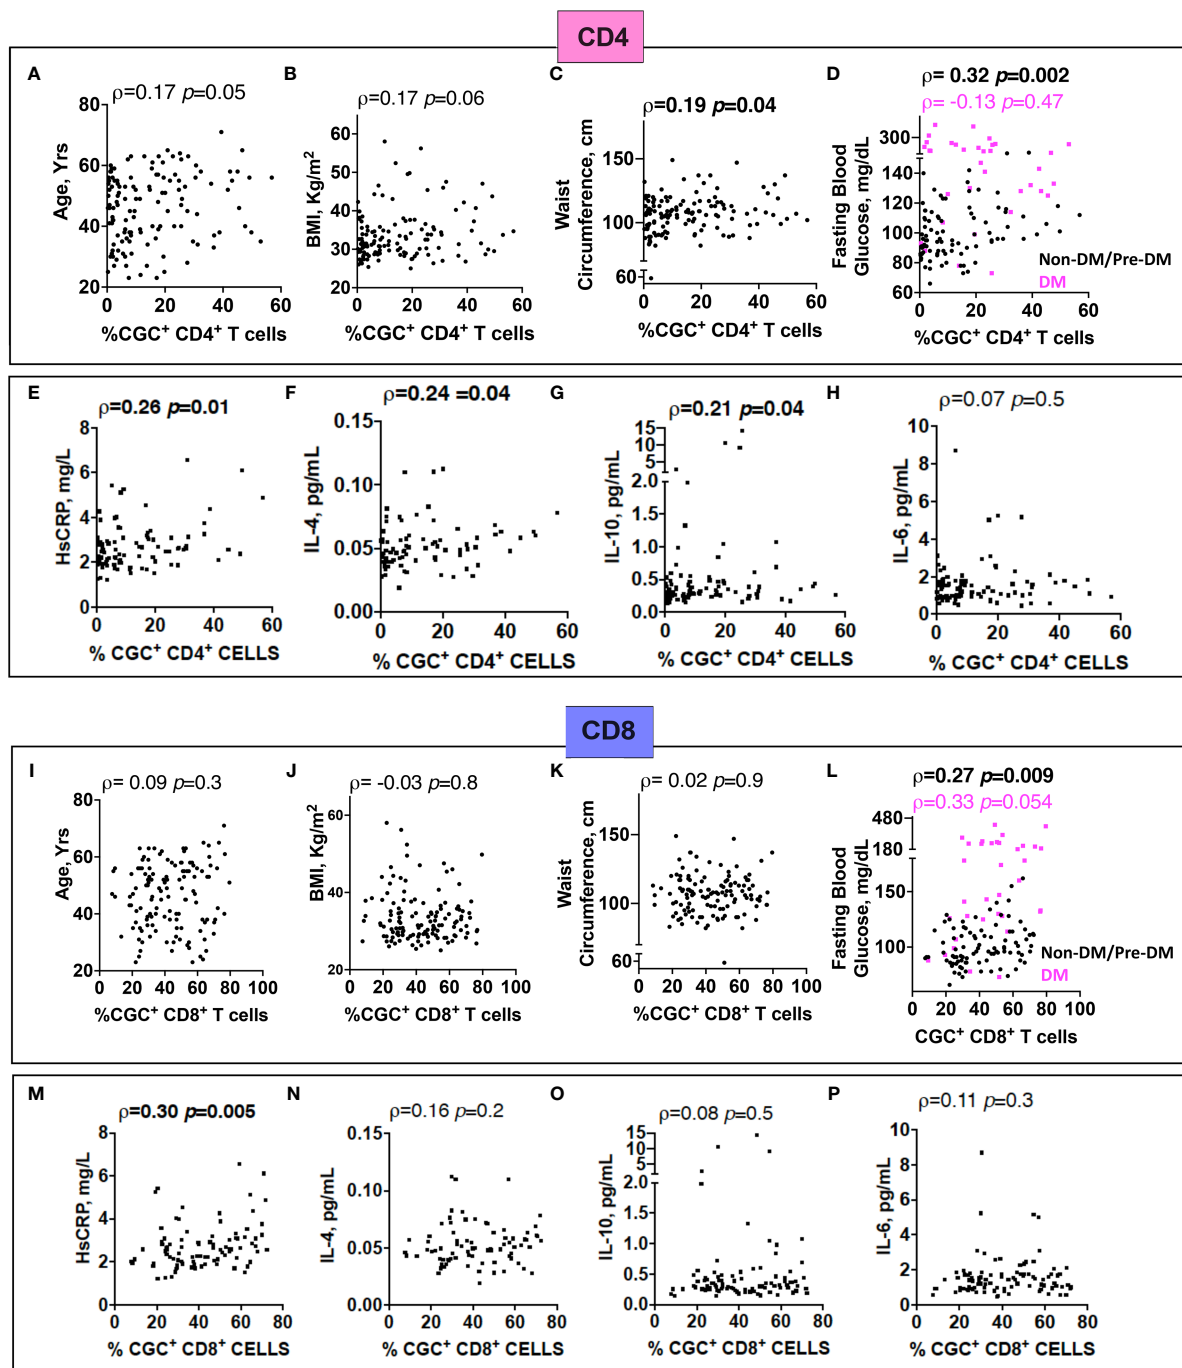 CD4
A
ρ=0.17 p=0.05
80
60
40
20
0 20 40 60
Age, Yrs
%CGC+ CD4+ T cells
B
ρ=0.17 p=0.06
60
50
40
30
20
0 20 40 60
BMI, Kg/m2
%CGC+ CD4+ T cells
C
ρ=0.19 p=0.04
150
100
60
0 20 40 60
Waist
Circumference, cm
%CGC+ CD4+ T cells
D
ρ= 0.32 p=0.002
ρ= -0.13 p=0.47
300
140
120
100
80
60
0 20 40 60
Fasting Blood
Glucose, mg/dL
Non-DM/Pre-DM
DM
%CGC+ CD4+ T cells
E
ρ=0.26 p=0.01
8
6
4
2
0
0 20 40 60
HsCRP, mg/L
% CGC+ CD4+ CELLS
F
ρ=0.24 =0.04
0.15
0.10
0.05
0.00
0 20 40 60
IL-4, pg/mL
% CGC+ CD4+ CELLS
G
ρ=0.21 p=0.04
15
10
5
2.0
1.5
1.0
0.5
0.0
0 20 40 60
IL-10, pg/mL
% CGC+ CD4+ CELLS
H
ρ=0.07 p=0.5
10
8
6
4
2
0
0 20 40 60
IL-6, pg/mL
% CGC+ CD4+ CELLS
CD8
I
ρ= 0.09 p=0.3
80
60
40
20
0 20 40 60 80 100
Age, Yrs
%CGC+ CD8+ T cells
J
ρ= -0.03 p=0.8
60
40
20
0 20 40 60 80 100
BMI, Kg/m2
%CGC+ CD8+ T cells
K
ρ= 0.02 p=0.9
150
100
60
0 20 40 60 80 100
Waist
Circumference, cm
%CGC+ CD8+ T cells
L
ρ=0.27 p=0.009
ρ=0.33 p=0.054
480
180
150
100
0 20 40 60 80 100
Fasting Blood
Glucose, mg/dL
Non-DM/Pre-DM
DM
CGC+ CD8+ T cells
M
ρ=0.30 p=0.005
8
6
4
2
0
0 20 40 60 80
HsCRP, mg/L
% CGC+ CD8+ CELLS
N
ρ=0.16 p=0.2
0.15
0.10
0.05
0.00
0 20 40 60 80
IL-4, pg/mL
% CGC+ CD8+ CELLS
O
ρ=0.08 p=0.5
15
10
5
2.0
1.5
1.0
0.5
0.0
0 20 40 60 80
IL-10, pg/mL
% CGC+ CD8+ CELLS
P
ρ=0.11 p=0.3
10
8
6
4
2
0
0 20 40 60 80
IL-6, pg/mL
% CGC+ CD8+ CELLS